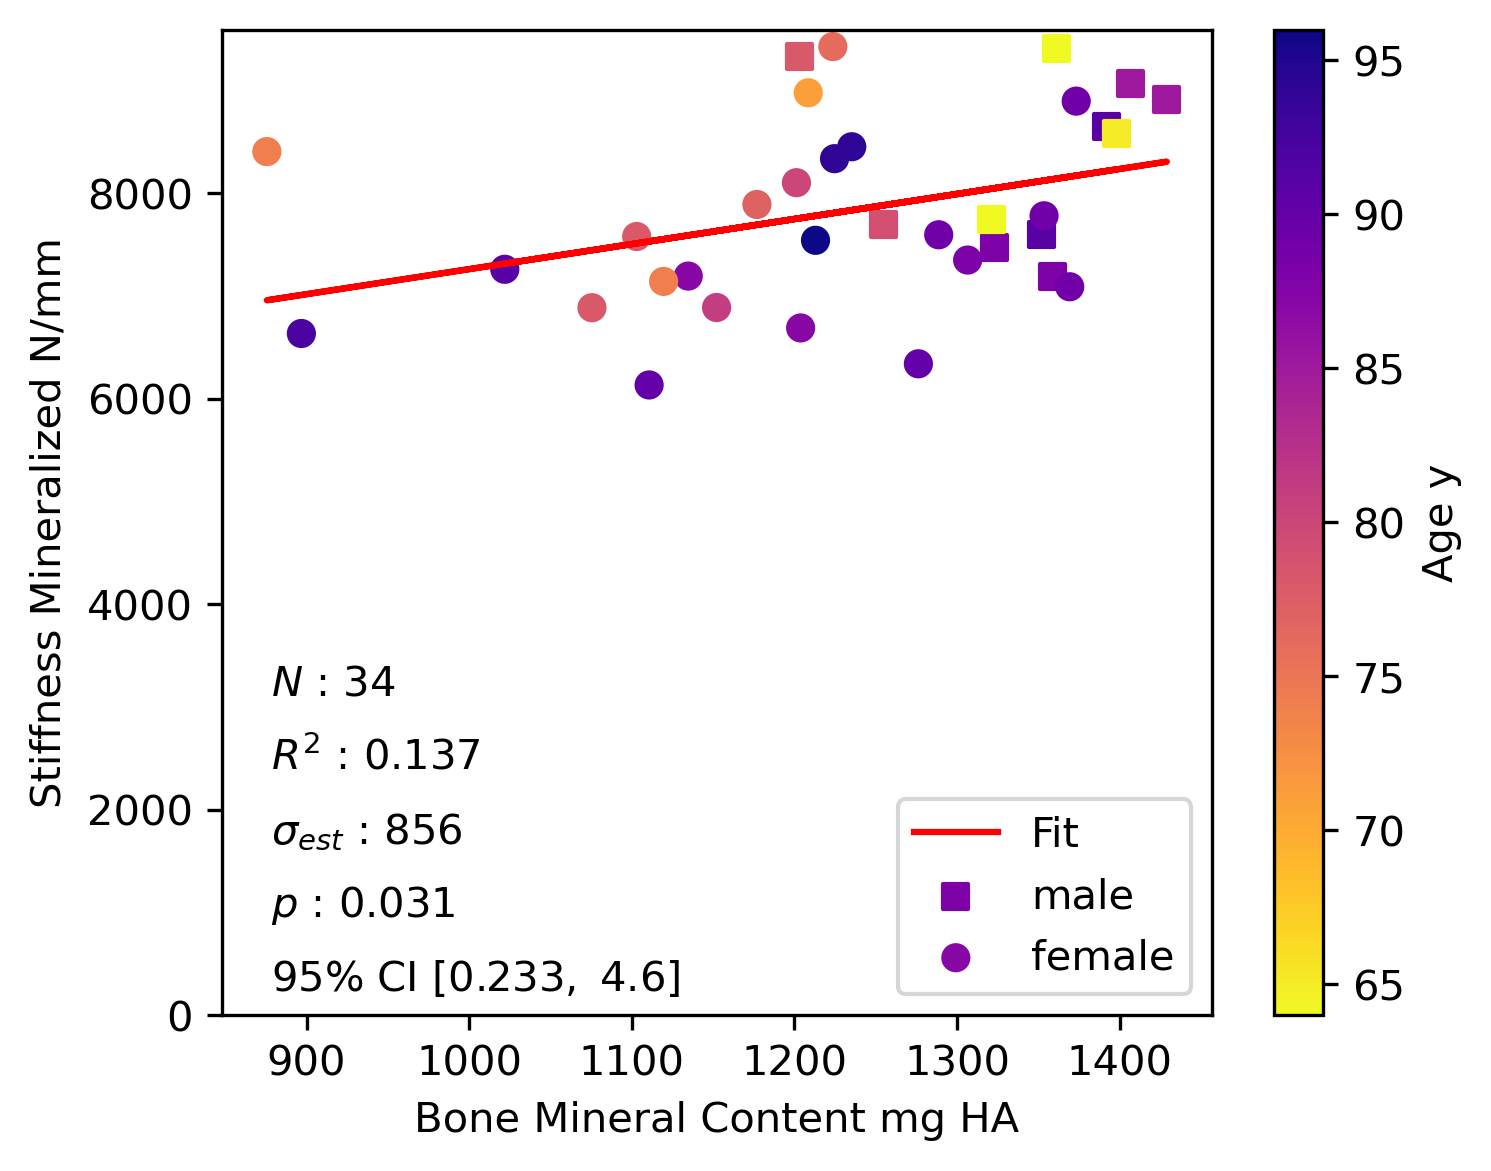 Stiffness Mineralized N/mm
8000
6000
4000
2000
0
N : 34
R² : 0.137
σest : 856
p : 0.031
95% CI [0.233, 4.6]
Fit
male
female
900 1000 1100 1200 1300 1400
Bone Mineral Content mg HA
95
90
85
80
75
70
65
Age y